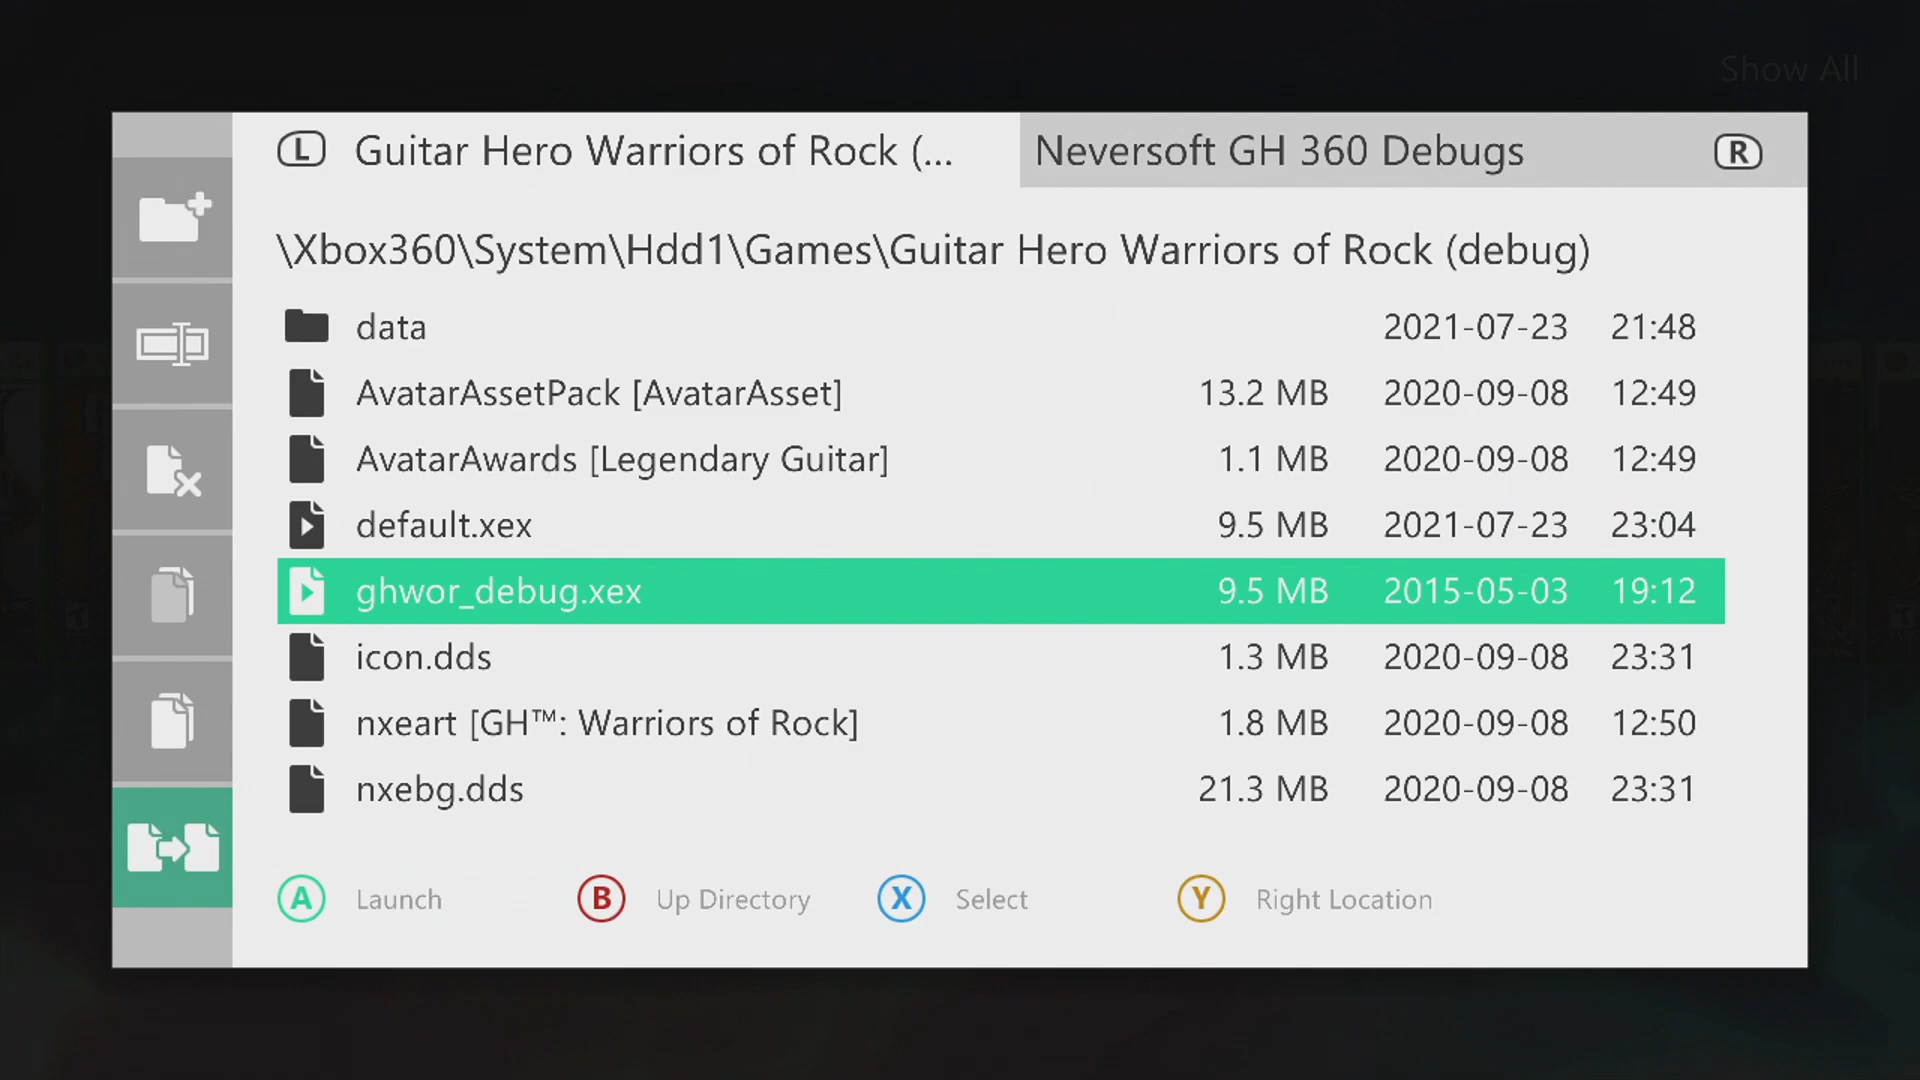 Show All
L Guitar Hero Warriors of Rock (... Neversoft GH 360 Debugs R
\Xbox360\System\Hdd1\Games\Guitar Hero Warriors of Rock (debug)
data 2021-07-23 21:48
AvatarAssetPack [AvatarAsset] 13.2 MB 2020-09-08 12:49
AvatarAwards [Legendary Guitar] 1.1 MB 2020-09-08 12:49
default.xex 9.5 MB 2021-07-23 23:04
ghwor_debug.xex 9.5 MB 2015-05-03 19:12
icon.dds 1.3 MB 2020-09-08 23:31
nxeart [GH™: Warriors of Rock] 1.8 MB 2020-09-08 12:50
nxebg.dds 21.3 MB 2020-09-08 23:31
A Launch B Up Directory X Select Y Right Location